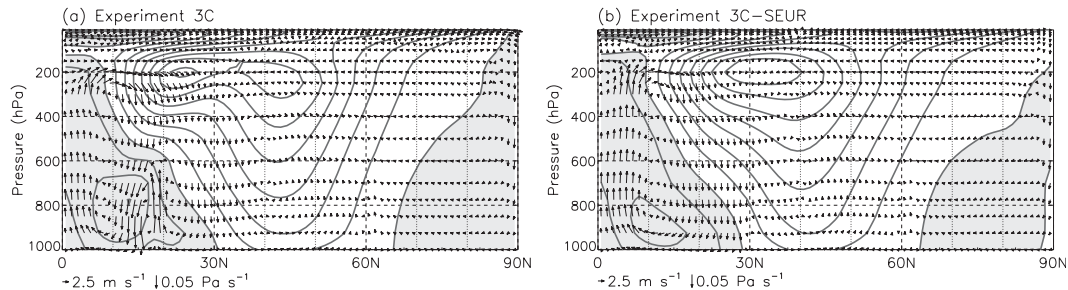 (a) Experiment 3C
Pressure (hPa)
200
400
600
800
1000
0 30N 60N 90N
→2.5 m s⁻¹ ↓0.05 Pa s⁻¹
(b) Experiment 3C−SEUR
Pressure (hPa)
200
400
600
800
1000
0 30N 60N 90N
→2.5 m s⁻¹ ↓0.05 Pa s⁻¹